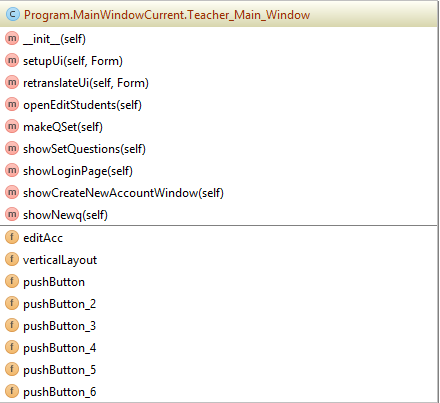 C Program.MainWindowCurrent.Teacher_Main_Window
m __init__(self)
m setupUi(self, Form)
m retranslateUi(self, Form)
m openEditStudents(self)
m makeQSet(self)
m showSetQuestions(self)
m showLoginPage(self)
m showCreateNewAccountWindow(self)
m showNewq(self)
f editAcc
f verticalLayout
f pushButton
f pushButton_2
f pushButton_3
f pushButton_4
f pushButton_5
f pushButton_6